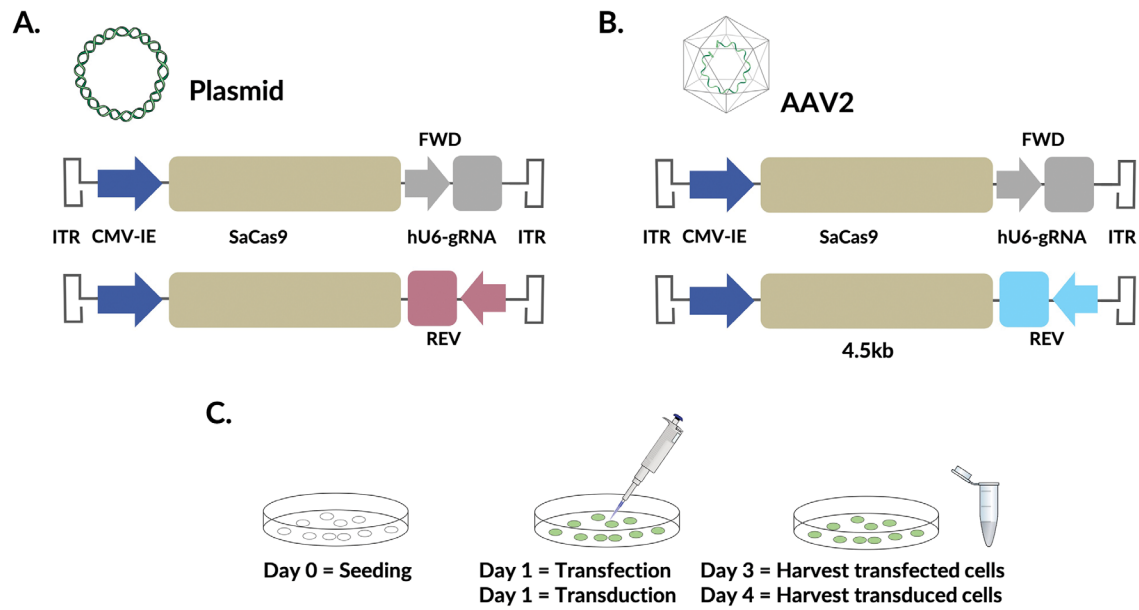 A.
Plasmid
FWD
ITR CMV-IE SaCas9 hU6-gRNA ITR
REV
B.
AAV2
FWD
ITR CMV-IE SaCas9 hU6-gRNA ITR
REV
4.5kb
C.
Day 0 = Seeding
Day 1 = Transfection
Day 1 = Transduction
Day 3 = Harvest transfected cells
Day 4 = Harvest transduced cells